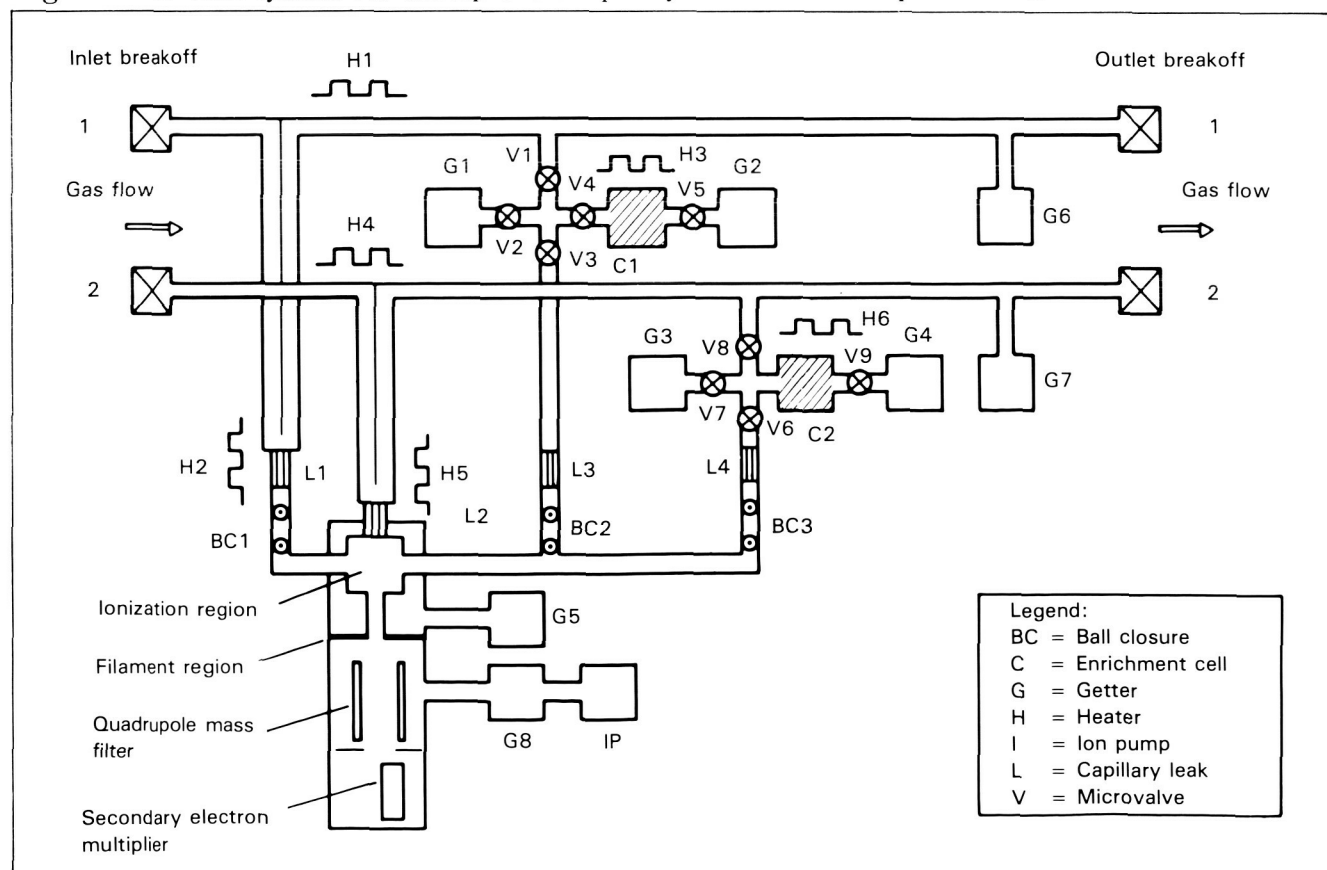 Inlet breakoff
H1
Outlet breakoff
1
1
V1
H3
G1
V4
V5
G2
Gas flow
Gas flow
H4
V2
V3
C1
G6
2
2
G3
V8
H6
V9
G4
V7
V6
C2
G7
H2
L1
H5
L3
L4
L2
BC1
BC2
BC3
Ionization region
G5
Filament region
Quadrupole mass
filter
G8
IP
Secondary electron
multiplier
Legend:
BC = Ball closure
C = Enrichment cell
G = Getter
H = Heater
I = Ion pump
L = Capillary leak
V = Microvalve